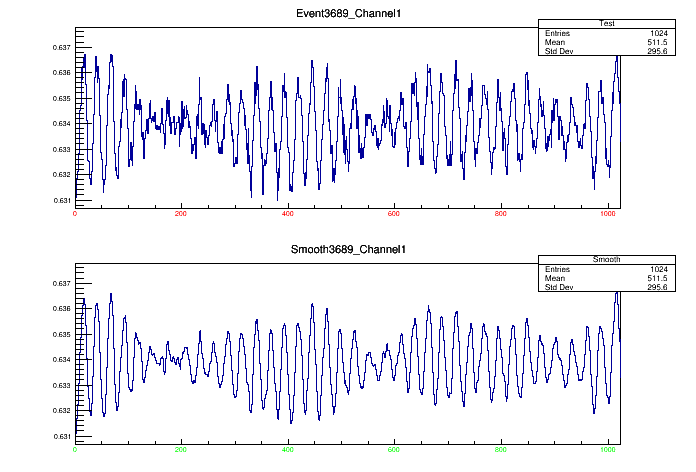 Event3689_Channel1
Test
Entries 1024
Mean 511.5
Std Dev 295.6
0.637
0.636
0.635
0.634
0.633
0.632
0.631
0 200 400 600 800 1000
Smooth3689_Channel1
Smooth
Entries 1024
Mean 511.5
Std Dev 295.6
0.637
0.636
0.635
0.634
0.633
0.632
0.631
0 200 400 600 800 1000